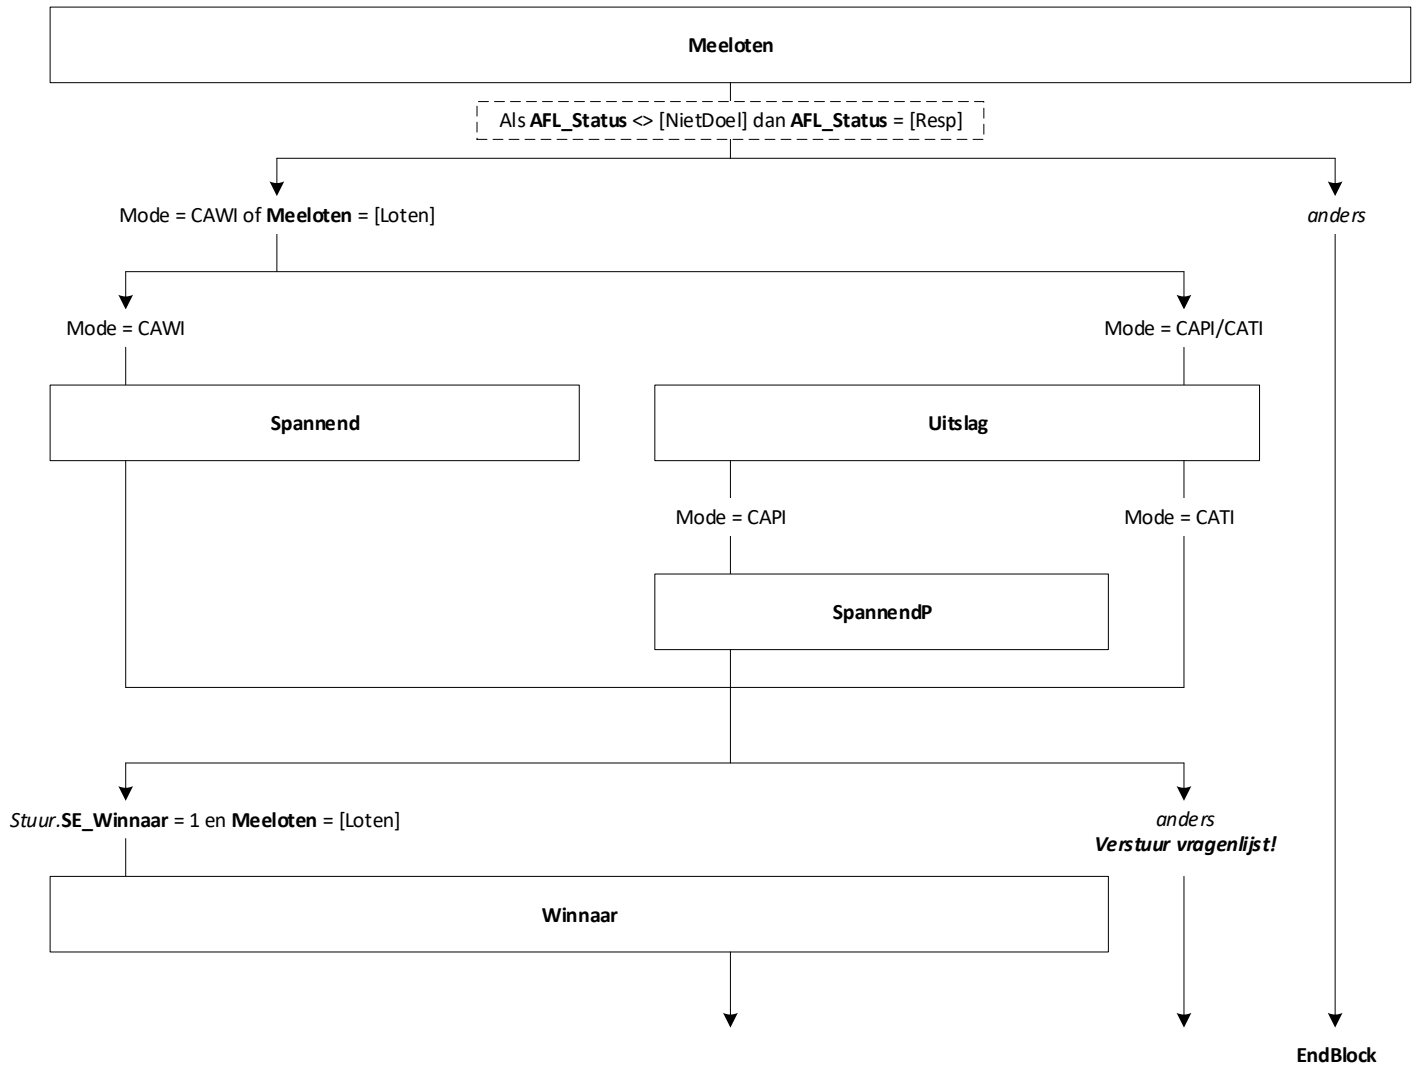 Meeloten
Als AFL_Status <> [NietDoel] dan AFL_Status = [Resp]
Mode = CAWI of Meeloten = [Loten]
anders
Mode = CAWI
Mode = CAPI/CATI
Spannend
Uitslag
Mode = CAPI
Mode = CATI
SpannendP
Stuur.SE_Winnaar = 1 en Meeloten = [Loten]
anders
Verstuur vragenlijst!
Winnaar
EndBlock